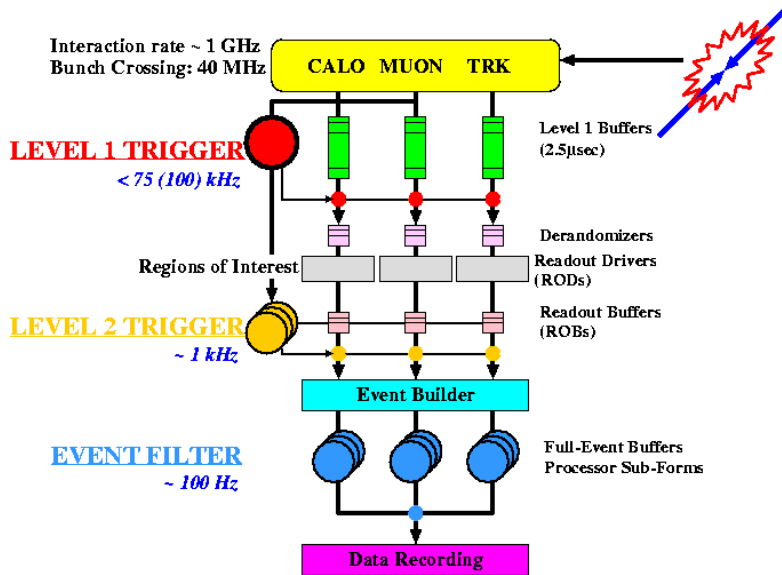 Interaction rate ~ 1 GHz
Bunch Crossing: 40 MHz
CALO MUON TRK
LEVEL 1 TRIGGER
< 75 (100) kHz
Level 1 Buffers
(2.5µsec)
Derandomizers
Regions of Interest
Readout Drivers
(RODs)
LEVEL 2 TRIGGER
~ 1 kHz
Readout Buffers
(ROBs)
Event Builder
EVENT FILTER
~ 100 Hz
Full-Event Buffers
Processor Sub-Forms
Data Recording